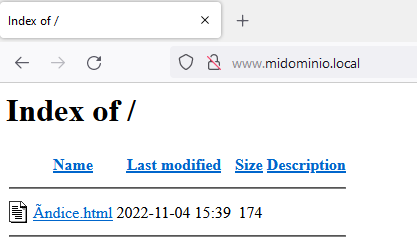 Index of /
www.midominio.local
Index of /
Name Last modified Size Description
Ãndice.html 2022-11-04 15:39 174